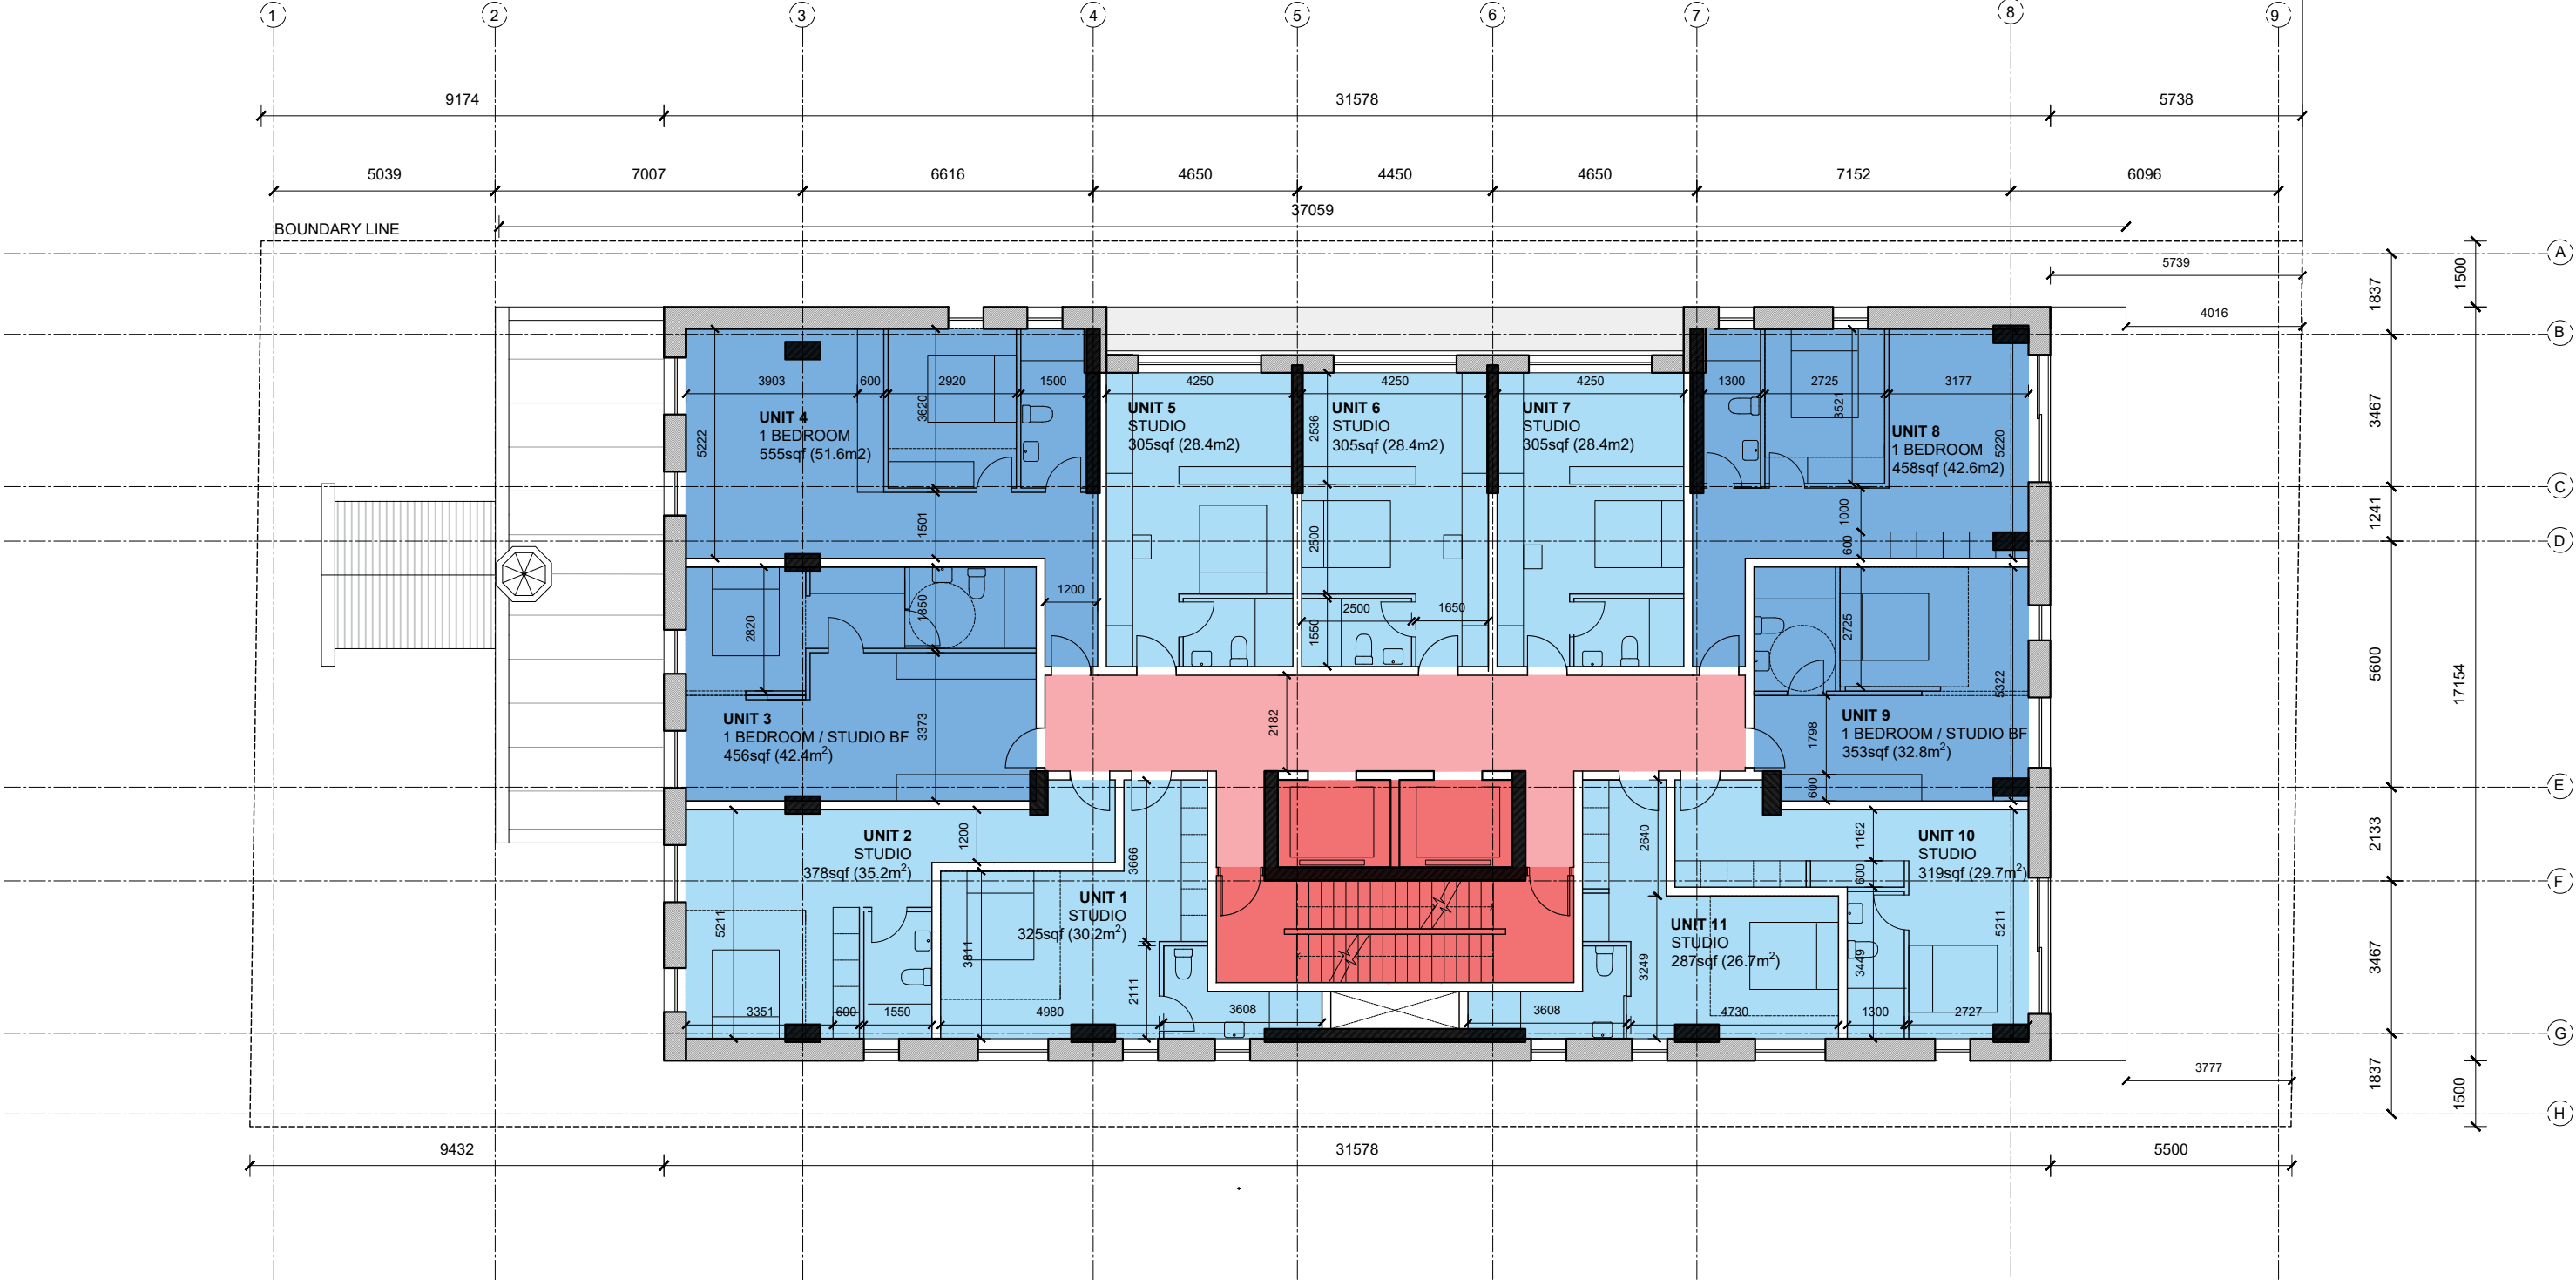 1 2 3 4 5 6 7 8 9
9174 31578 5738
5039 7007 6616 4650 4450 4650 7152 6096
37059
BOUNDARY LINE
A
5739
1500
1837
4016
B
3903 600 2920 1500 4250 4250 4250 1300 2725 3177
3620
3521
UNIT 4
1 BEDROOM
555sqf (51.6m2)
UNIT 5
STUDIO
305sqf (28.4m2)
UNIT 6
STUDIO
305sqf (28.4m2)
UNIT 7
STUDIO
305sqf (28.4m2)
UNIT 8
1 BEDROOM
458sqf (42.6m2)
5222
2536
5220
3467
C
1501
2500
1000
600
1241
D
1200
1850
2820
2500 1650
1550
2725
5322
5600
17154
UNIT 3
1 BEDROOM / STUDIO BF
456sqf (42.4m²)
3373
2182
1798
600
UNIT 9
1 BEDROOM / STUDIO BF
353sqf (32.8m²)
E
UNIT 2
STUDIO
378sqf (35.2m²)
1200
3666
2640
1162
600
UNIT 10
STUDIO
319sqf (29.7m²)
2133
F
UNIT 1
STUDIO
325sqf (30.2m²)
5211
3811
2111
UNIT 11
STUDIO
287sqf (26.7m²)
3249
3449
5211
3467
3351 600 1550 4980 3608 3608 4730 1300 2727
G
3777
1837
1500
H
9432 31578 5500